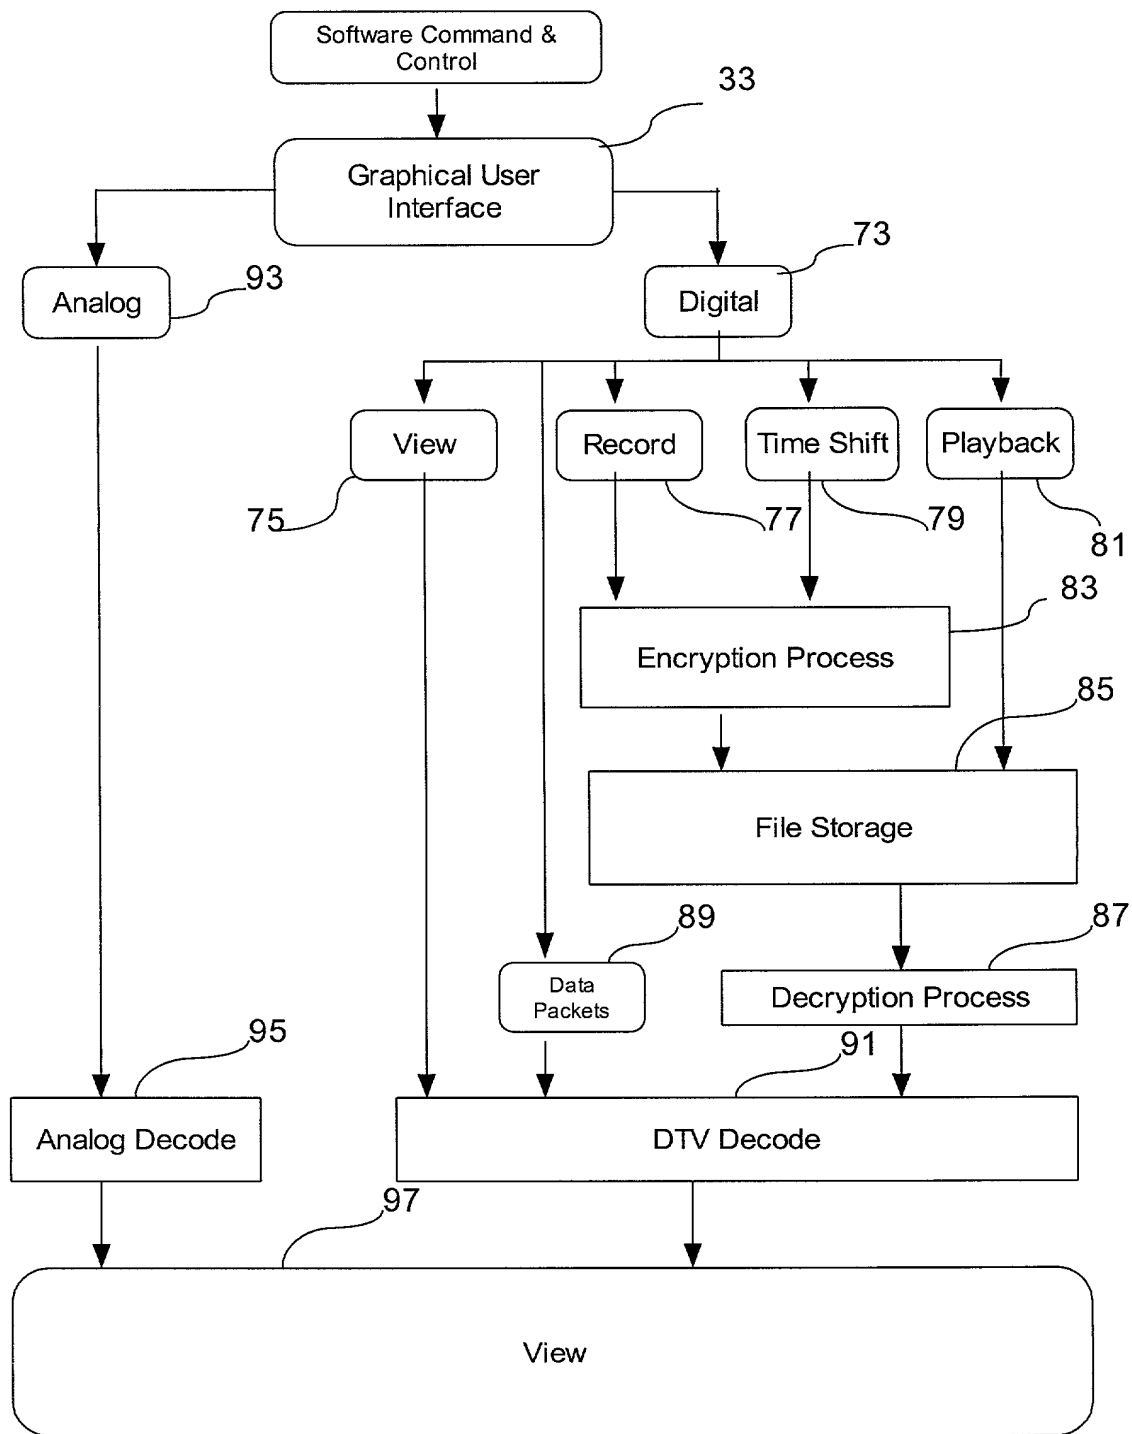 Software Command &
Control
33
Graphical User
Interface
73
93
Analog
Digital
View
Record
Time Shift
Playback
75
77
79
81
83
Encryption Process
85
File Storage
89
87
Data
Packets
Decryption Process
95
91
Analog Decode
DTV Decode
97
View